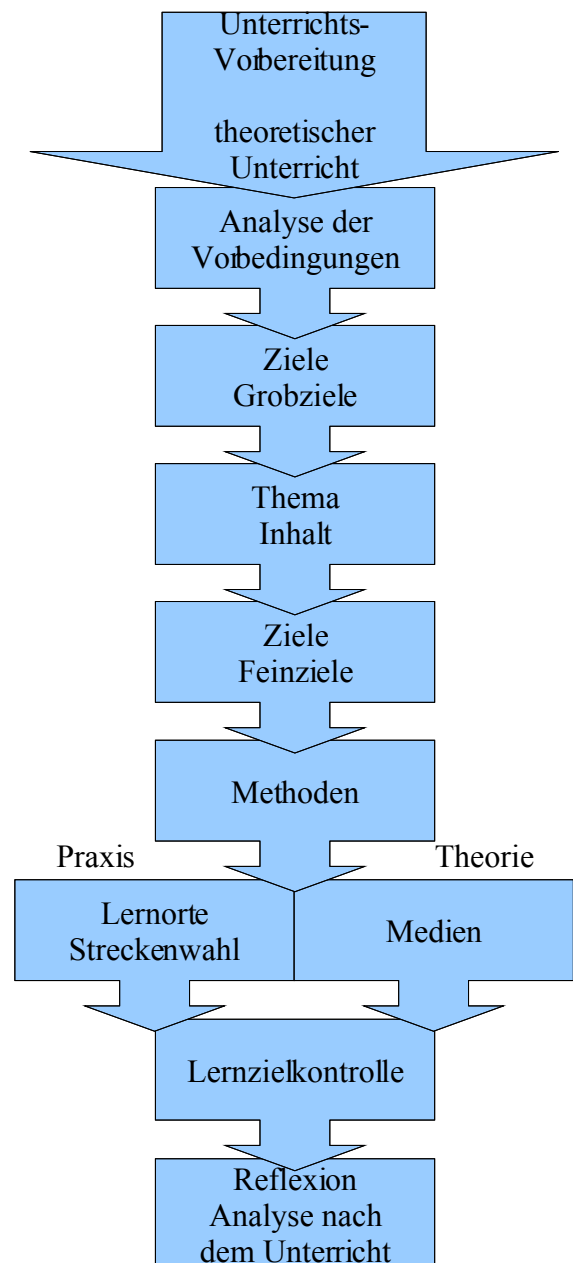 Unterrichts-
Vorbereitung
theoretischer
Unterricht
Analyse der
Vorbedingungen
Ziele
Grobziele
Thema
Inhalt
Ziele
Feinziele
Methoden
Praxis
Theorie
Lernorte
Streckenwahl
Medien
Lernzielkontrolle
Reflexion
Analyse nach
dem Unterricht